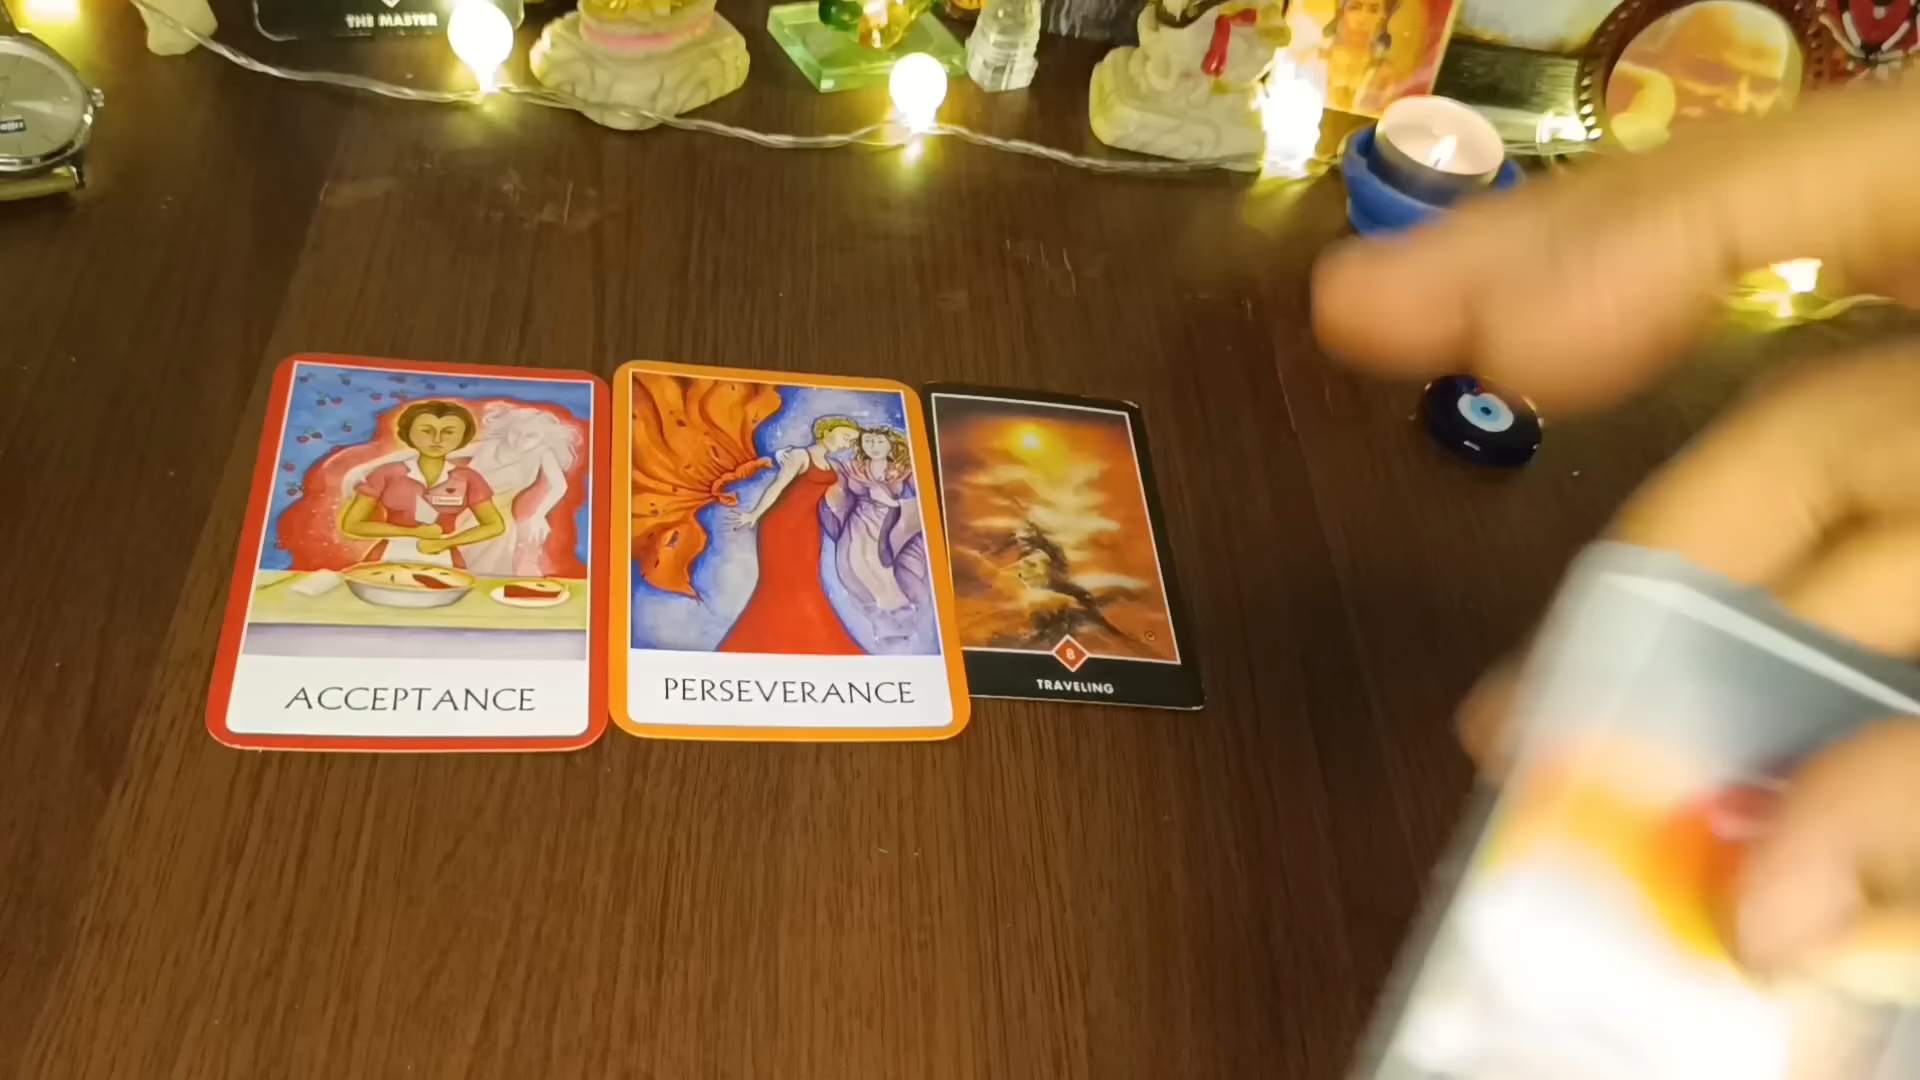 THE MASTER
ACCEPTANCE
PERSEVERANCE
8
TRAVELING